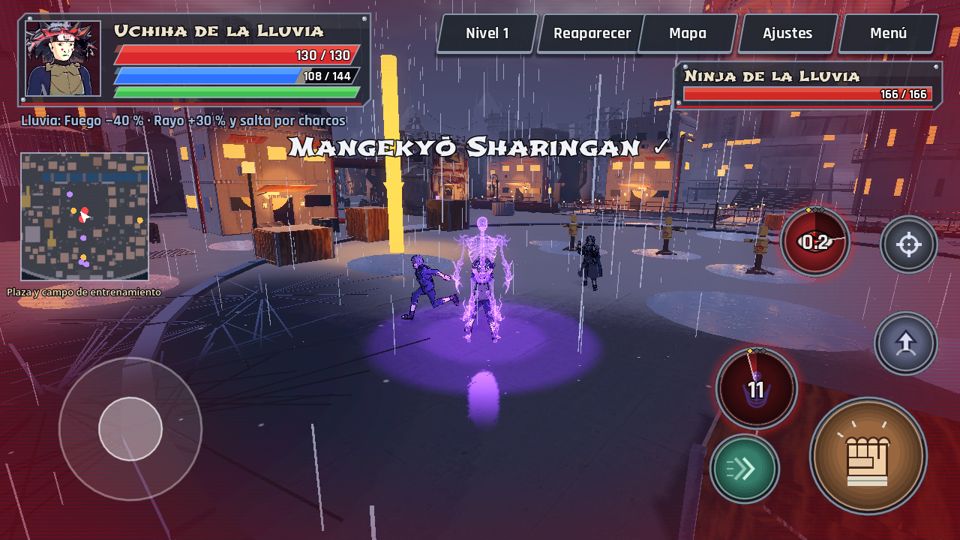 Uchiha de la Lluvia
130 / 130
108 / 144
Lluvia: Fuego −40 % · Rayo +30 % y salta por charcos
Nivel 1
Reaparecer
Mapa
Ajustes
Menú
Ninja de la Lluvia
166 / 166
Mangekyō Sharingan ✓
Plaza y campo de entrenamiento
0.2
11